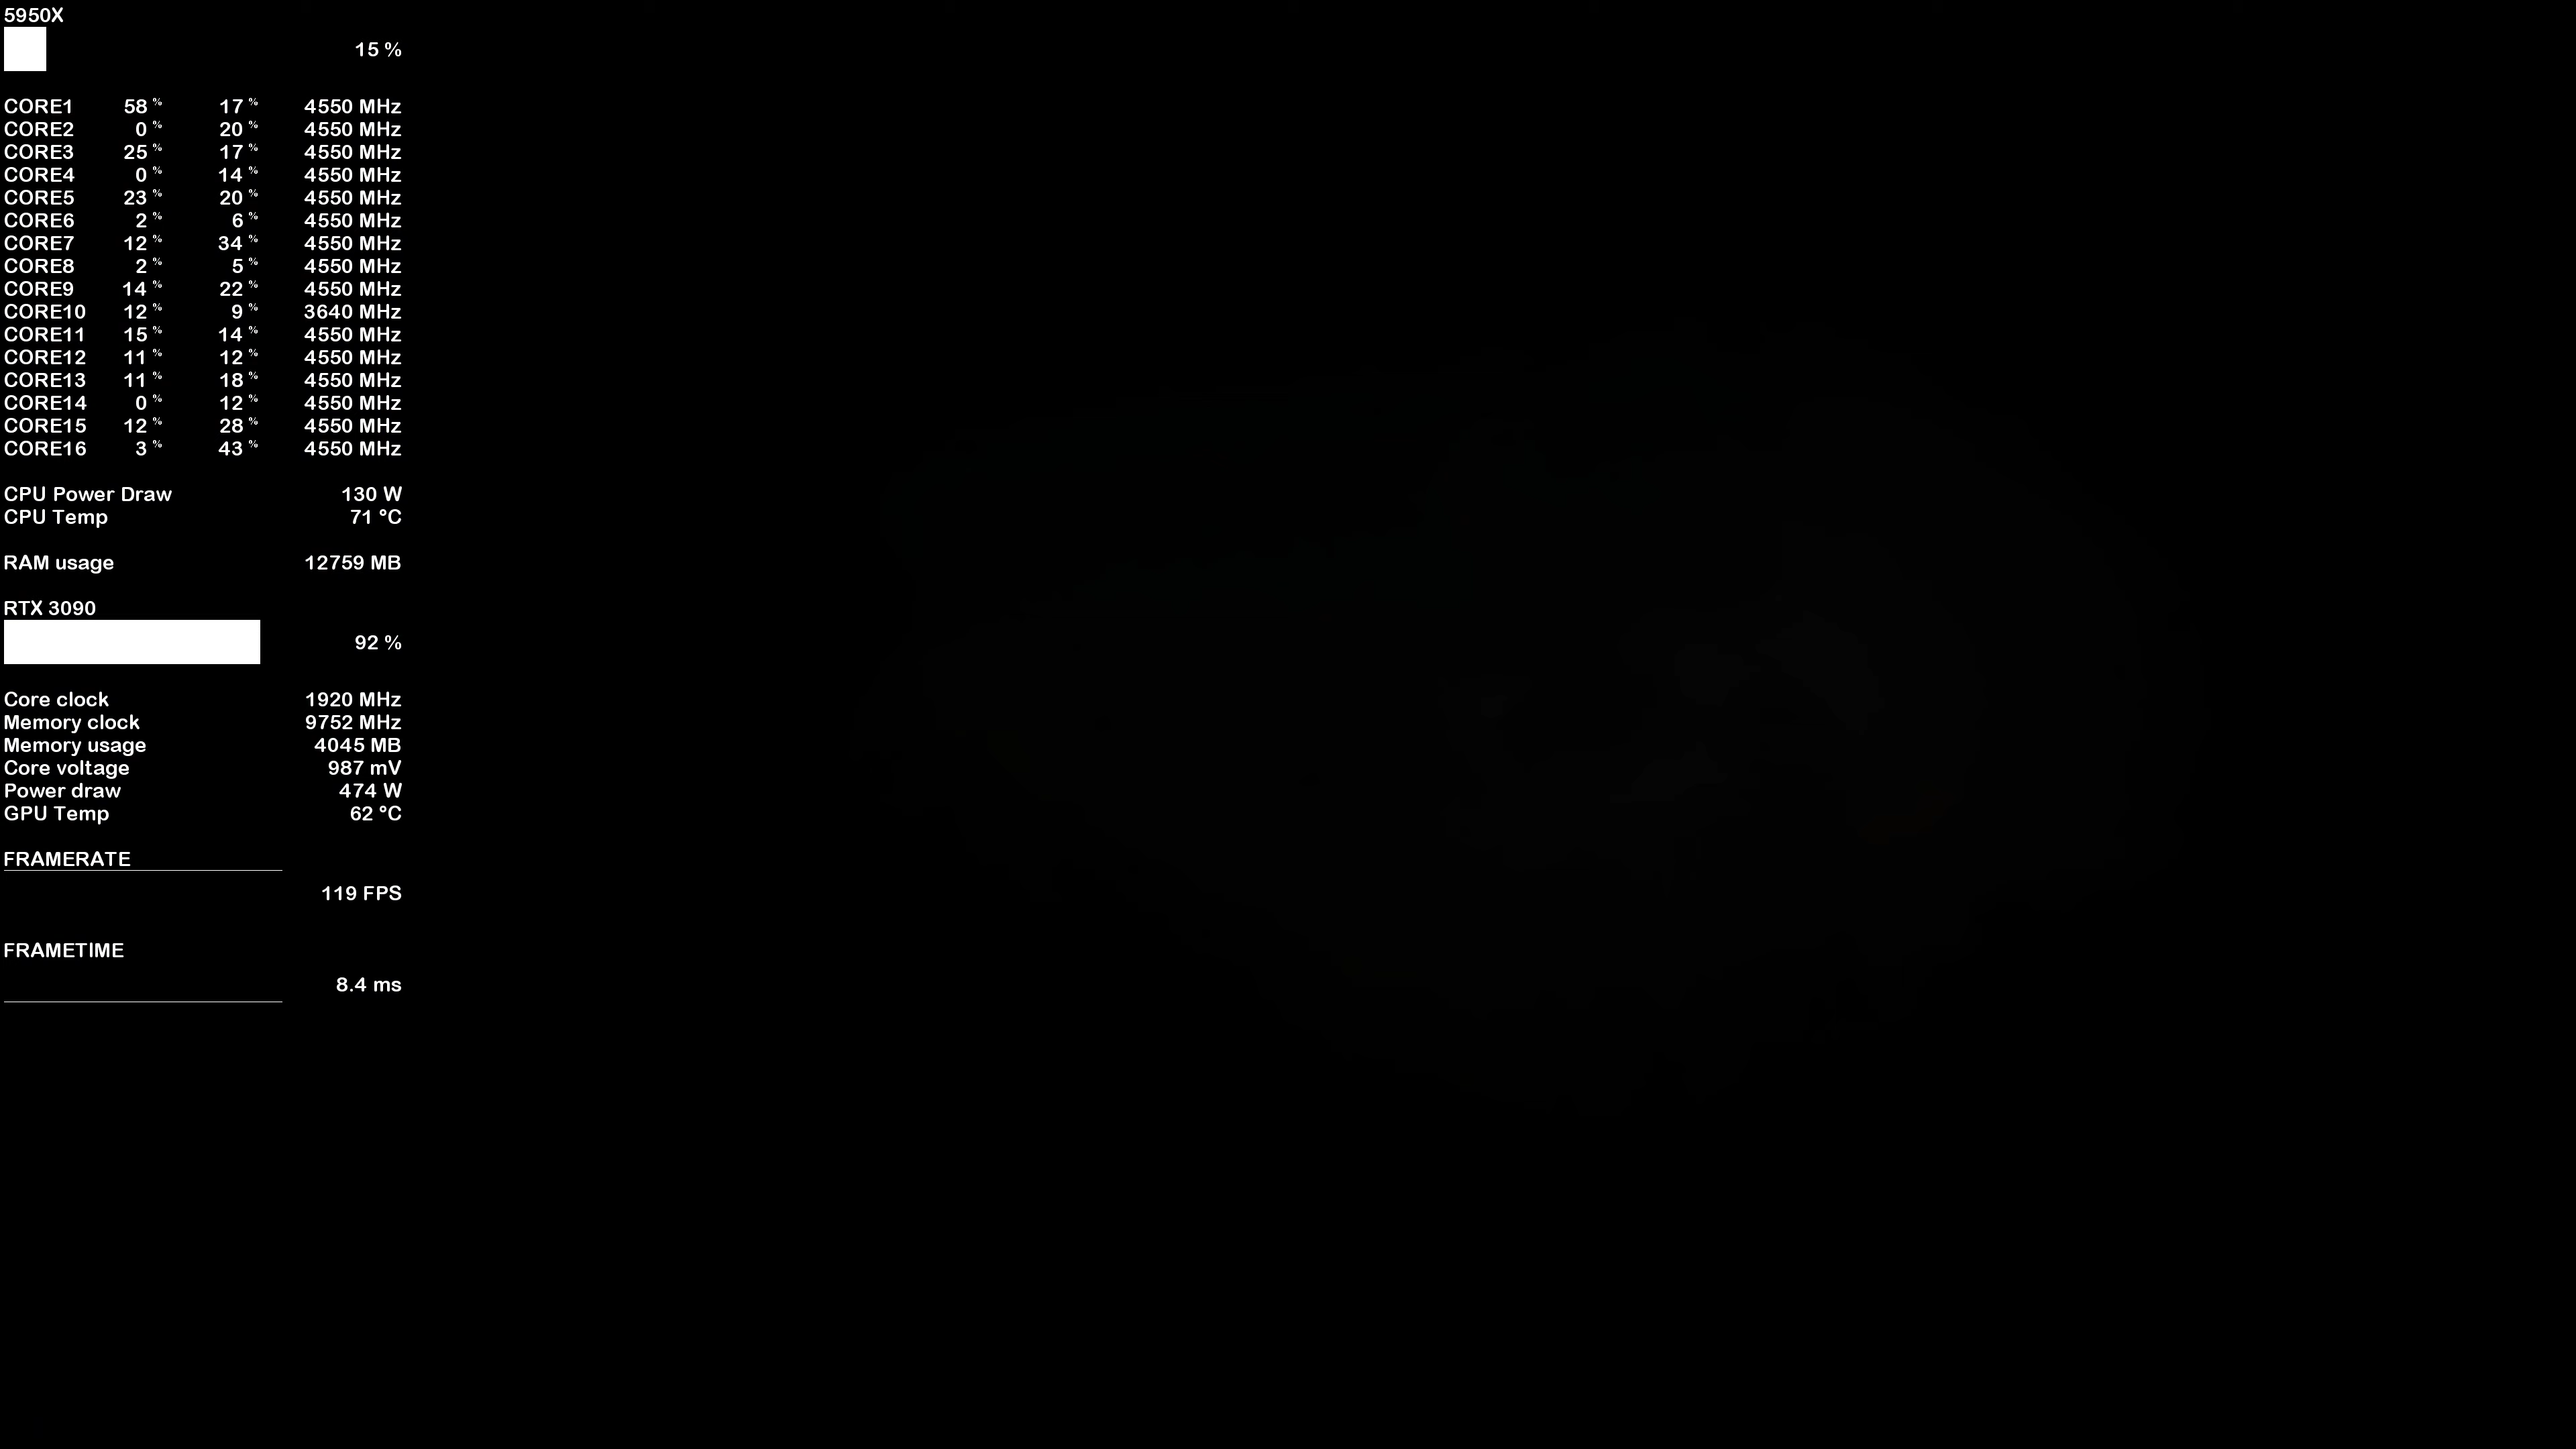 5950X
15 %
CORE1 58 % 17 % 4550 MHz
CORE2 0 % 20 % 4550 MHz
CORE3 25 % 17 % 4550 MHz
CORE4 0 % 14 % 4550 MHz
CORE5 23 % 20 % 4550 MHz
CORE6 2 % 6 % 4550 MHz
CORE7 12 % 34 % 4550 MHz
CORE8 2 % 5 % 4550 MHz
CORE9 14 % 22 % 4550 MHz
CORE10 12 % 9 % 3640 MHz
CORE11 15 % 14 % 4550 MHz
CORE12 11 % 12 % 4550 MHz
CORE13 11 % 18 % 4550 MHz
CORE14 0 % 12 % 4550 MHz
CORE15 12 % 28 % 4550 MHz
CORE16 3 % 43 % 4550 MHz
CPU Power Draw 130 W
CPU Temp 71 °C
RAM usage 12759 MB
RTX 3090
92 %
Core clock 1920 MHz
Memory clock 9752 MHz
Memory usage 4045 MB
Core voltage 987 mV
Power draw 474 W
GPU Temp 62 °C
FRAMERATE
119 FPS
FRAMETIME
8.4 ms